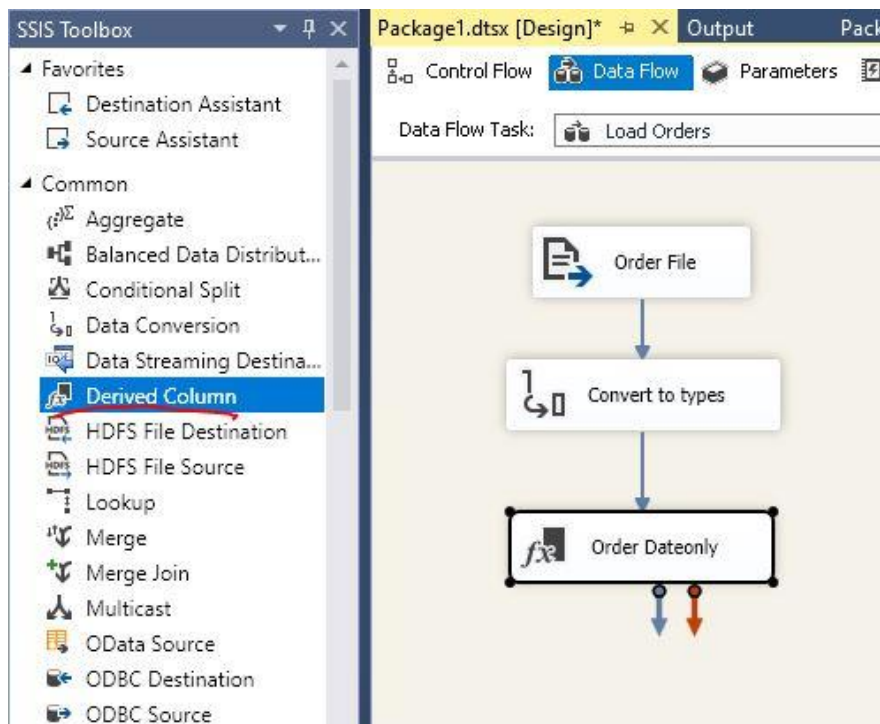 SSIS Toolbox
Favorites
Destination Assistant
Source Assistant
Common
Aggregate
Balanced Data Distribut...
Conditional Split
Data Conversion
Data Streaming Destina...
Derived Column
HDFS File Destination
HDFS File Source
Lookup
Merge
Merge Join
Multicast
OData Source
ODBC Destination
ODBC Source
Package1.dtsx [Design]* Output Pack
Control Flow Data Flow Parameters
Data Flow Task: Load Orders
Order File
Convert to types
Order Dateonly